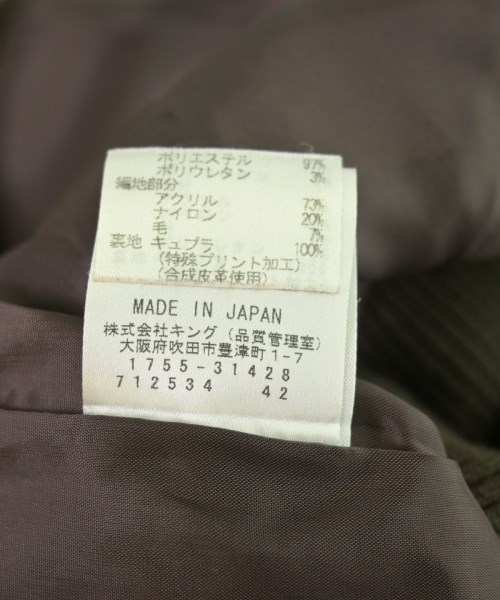 ポリエステル 97%
ポリウレタン 3%
編地部分
アクリル 73%
ナイロン 20%
毛 7%
裏地 キュプラ 100%
(特殊プリント加工)
(合成皮革使用)
MADE IN JAPAN
株式会社キング(品質管理室)
大阪府吹田市豊津町1-7
1755-31428
712534 42